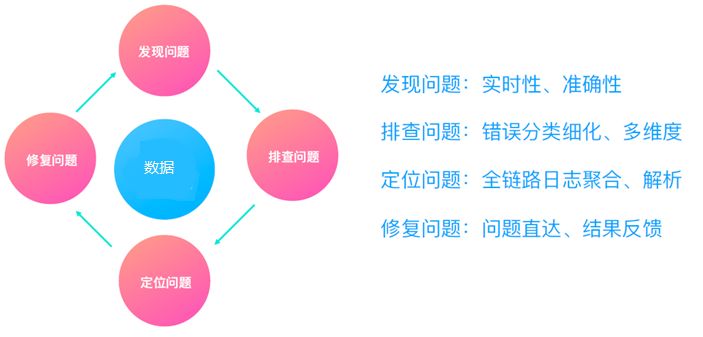 发现问题
修复问题
数据
排查问题
定位问题
发现问题：实时性、准确性
排查问题：错误分类细化、多维度
定位问题：全链路日志聚合、解析
修复问题：问题直达、结果反馈